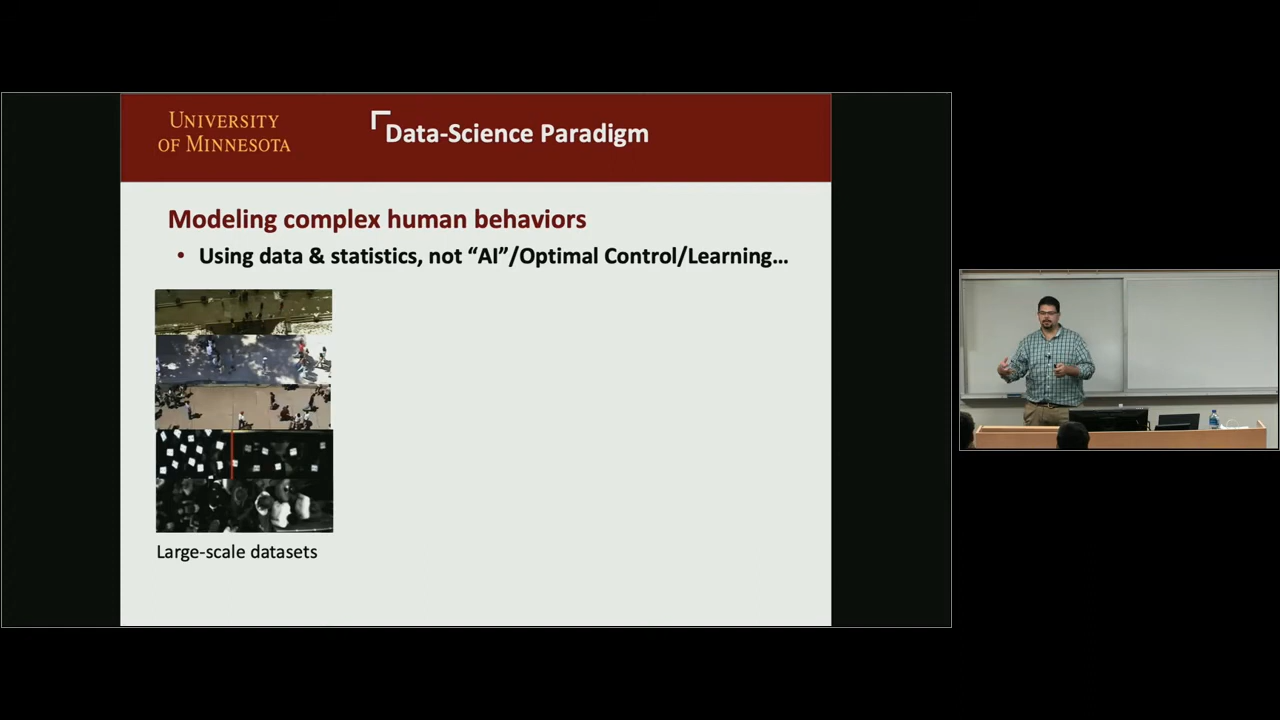 UNIVERSITY
OF MINNESOTA
Data-Science Paradigm
Modeling complex human behaviors
• Using data & statistics, not “AI”/Optimal Control/Learning…
Large-scale datasets